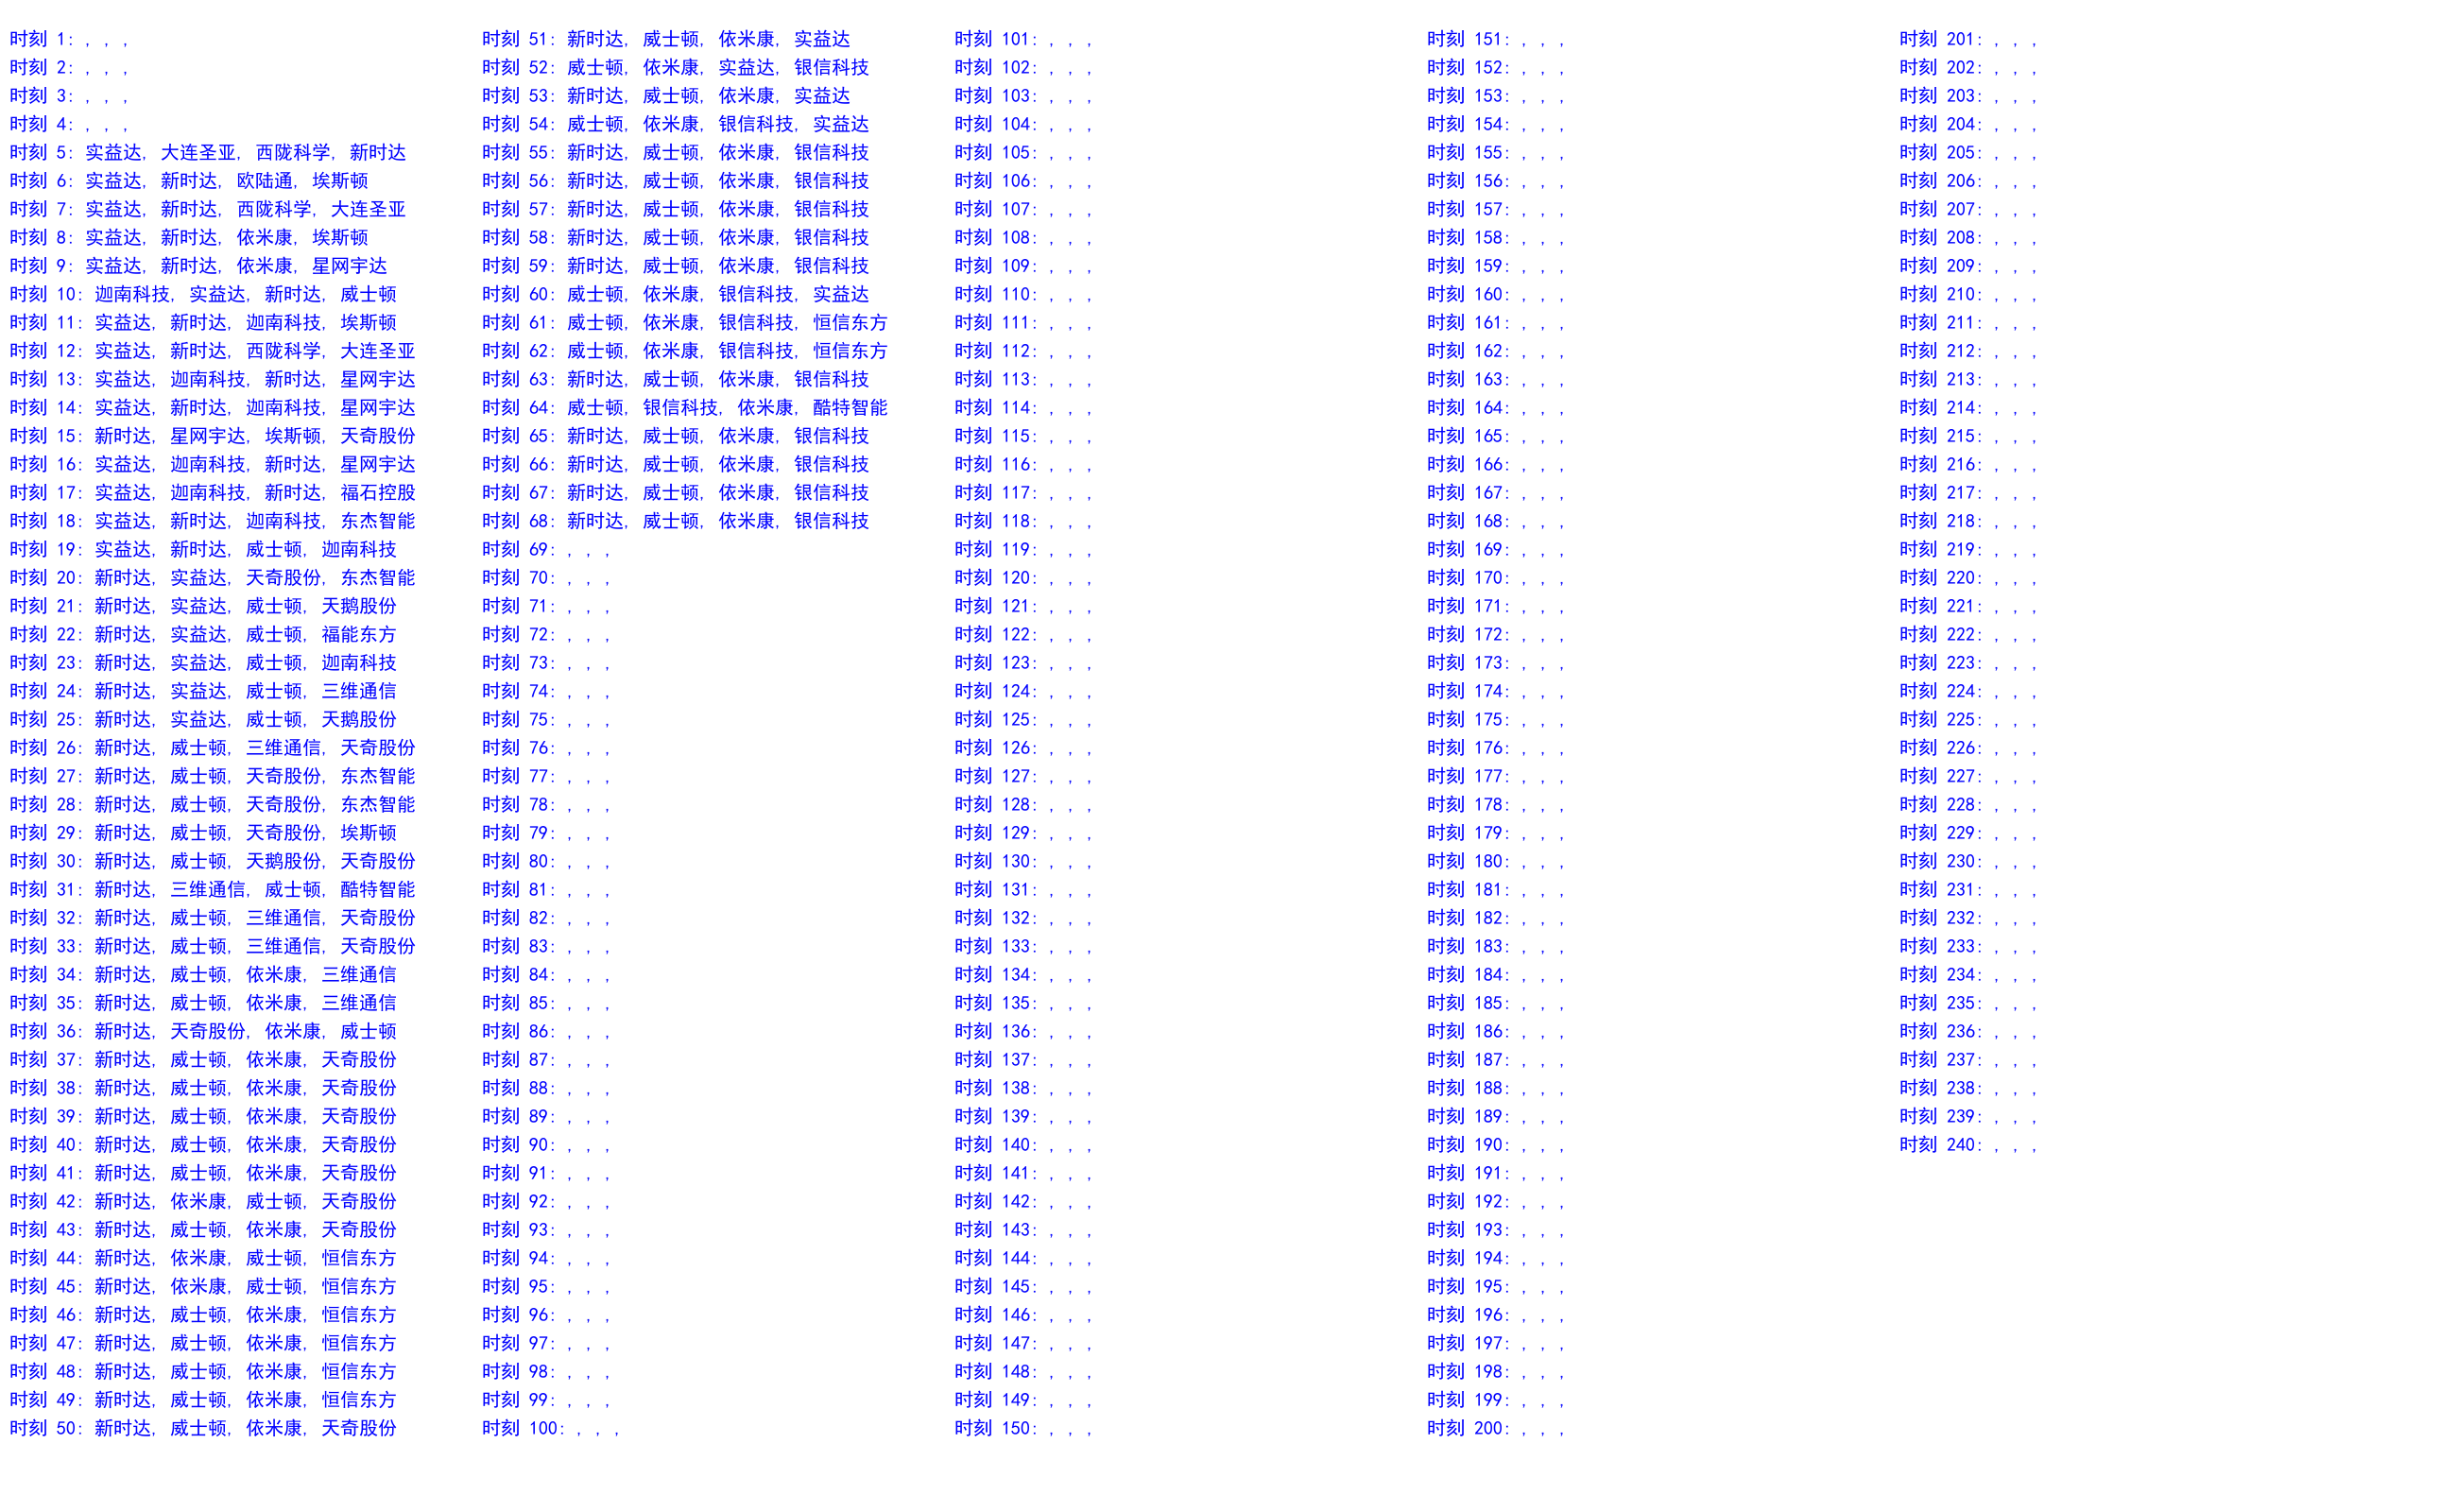 时刻 1: , , ,
时刻 2: , , ,
时刻 3: , , ,
时刻 4: , , ,
时刻 5: 实益达, 大连圣亚, 西陇科学, 新时达
时刻 6: 实益达, 新时达, 欧陆通, 埃斯顿
时刻 7: 实益达, 新时达, 西陇科学, 大连圣亚
时刻 8: 实益达, 新时达, 依米康, 埃斯顿
时刻 9: 实益达, 新时达, 依米康, 星网宇达
时刻 10: 迦南科技, 实益达, 新时达, 威士顿
时刻 11: 实益达, 新时达, 迦南科技, 埃斯顿
时刻 12: 实益达, 新时达, 西陇科学, 大连圣亚
时刻 13: 实益达, 迦南科技, 新时达, 星网宇达
时刻 14: 实益达, 新时达, 迦南科技, 星网宇达
时刻 15: 新时达, 星网宇达, 埃斯顿, 天奇股份
时刻 16: 实益达, 迦南科技, 新时达, 星网宇达
时刻 17: 实益达, 迦南科技, 新时达, 福石控股
时刻 18: 实益达, 新时达, 迦南科技, 东杰智能
时刻 19: 实益达, 新时达, 威士顿, 迦南科技
时刻 20: 新时达, 实益达, 天奇股份, 东杰智能
时刻 21: 新时达, 实益达, 威士顿, 天鹅股份
时刻 22: 新时达, 实益达, 威士顿, 福能东方
时刻 23: 新时达, 实益达, 威士顿, 迦南科技
时刻 24: 新时达, 实益达, 威士顿, 三维通信
时刻 25: 新时达, 实益达, 威士顿, 天鹅股份
时刻 26: 新时达, 威士顿, 三维通信, 天奇股份
时刻 27: 新时达, 威士顿, 天奇股份, 东杰智能
时刻 28: 新时达, 威士顿, 天奇股份, 东杰智能
时刻 29: 新时达, 威士顿, 天奇股份, 埃斯顿
时刻 30: 新时达, 威士顿, 天鹅股份, 天奇股份
时刻 31: 新时达, 三维通信, 威士顿, 酷特智能
时刻 32: 新时达, 威士顿, 三维通信, 天奇股份
时刻 33: 新时达, 威士顿, 三维通信, 天奇股份
时刻 34: 新时达, 威士顿, 依米康, 三维通信
时刻 35: 新时达, 威士顿, 依米康, 三维通信
时刻 36: 新时达, 天奇股份, 依米康, 威士顿
时刻 37: 新时达, 威士顿, 依米康, 天奇股份
时刻 38: 新时达, 威士顿, 依米康, 天奇股份
时刻 39: 新时达, 威士顿, 依米康, 天奇股份
时刻 40: 新时达, 威士顿, 依米康, 天奇股份
时刻 41: 新时达, 威士顿, 依米康, 天奇股份
时刻 42: 新时达, 依米康, 威士顿, 天奇股份
时刻 43: 新时达, 威士顿, 依米康, 天奇股份
时刻 44: 新时达, 依米康, 威士顿, 恒信东方
时刻 45: 新时达, 依米康, 威士顿, 恒信东方
时刻 46: 新时达, 威士顿, 依米康, 恒信东方
时刻 47: 新时达, 威士顿, 依米康, 恒信东方
时刻 48: 新时达, 威士顿, 依米康, 恒信东方
时刻 49: 新时达, 威士顿, 依米康, 恒信东方
时刻 50: 新时达, 威士顿, 依米康, 天奇股份
时刻 51: 新时达, 威士顿, 依米康, 实益达
时刻 52: 威士顿, 依米康, 实益达, 银信科技
时刻 53: 新时达, 威士顿, 依米康, 实益达
时刻 54: 威士顿, 依米康, 银信科技, 实益达
时刻 55: 新时达, 威士顿, 依米康, 银信科技
时刻 56: 新时达, 威士顿, 依米康, 银信科技
时刻 57: 新时达, 威士顿, 依米康, 银信科技
时刻 58: 新时达, 威士顿, 依米康, 银信科技
时刻 59: 新时达, 威士顿, 依米康, 银信科技
时刻 60: 威士顿, 依米康, 银信科技, 实益达
时刻 61: 威士顿, 依米康, 银信科技, 恒信东方
时刻 62: 威士顿, 依米康, 银信科技, 恒信东方
时刻 63: 新时达, 威士顿, 依米康, 银信科技
时刻 64: 威士顿, 银信科技, 依米康, 酷特智能
时刻 65: 新时达, 威士顿, 依米康, 银信科技
时刻 66: 新时达, 威士顿, 依米康, 银信科技
时刻 67: 新时达, 威士顿, 依米康, 银信科技
时刻 68: 新时达, 威士顿, 依米康, 银信科技
时刻 69: , , ,
时刻 70: , , ,
时刻 71: , , ,
时刻 72: , , ,
时刻 73: , , ,
时刻 74: , , ,
时刻 75: , , ,
时刻 76: , , ,
时刻 77: , , ,
时刻 78: , , ,
时刻 79: , , ,
时刻 80: , , ,
时刻 81: , , ,
时刻 82: , , ,
时刻 83: , , ,
时刻 84: , , ,
时刻 85: , , ,
时刻 86: , , ,
时刻 87: , , ,
时刻 88: , , ,
时刻 89: , , ,
时刻 90: , , ,
时刻 91: , , ,
时刻 92: , , ,
时刻 93: , , ,
时刻 94: , , ,
时刻 95: , , ,
时刻 96: , , ,
时刻 97: , , ,
时刻 98: , , ,
时刻 99: , , ,
时刻 100: , , ,
时刻 101: , , ,
时刻 102: , , ,
时刻 103: , , ,
时刻 104: , , ,
时刻 105: , , ,
时刻 106: , , ,
时刻 107: , , ,
时刻 108: , , ,
时刻 109: , , ,
时刻 110: , , ,
时刻 111: , , ,
时刻 112: , , ,
时刻 113: , , ,
时刻 114: , , ,
时刻 115: , , ,
时刻 116: , , ,
时刻 117: , , ,
时刻 118: , , ,
时刻 119: , , ,
时刻 120: , , ,
时刻 121: , , ,
时刻 122: , , ,
时刻 123: , , ,
时刻 124: , , ,
时刻 125: , , ,
时刻 126: , , ,
时刻 127: , , ,
时刻 128: , , ,
时刻 129: , , ,
时刻 130: , , ,
时刻 131: , , ,
时刻 132: , , ,
时刻 133: , , ,
时刻 134: , , ,
时刻 135: , , ,
时刻 136: , , ,
时刻 137: , , ,
时刻 138: , , ,
时刻 139: , , ,
时刻 140: , , ,
时刻 141: , , ,
时刻 142: , , ,
时刻 143: , , ,
时刻 144: , , ,
时刻 145: , , ,
时刻 146: , , ,
时刻 147: , , ,
时刻 148: , , ,
时刻 149: , , ,
时刻 150: , , ,
时刻 151: , , ,
时刻 152: , , ,
时刻 153: , , ,
时刻 154: , , ,
时刻 155: , , ,
时刻 156: , , ,
时刻 157: , , ,
时刻 158: , , ,
时刻 159: , , ,
时刻 160: , , ,
时刻 161: , , ,
时刻 162: , , ,
时刻 163: , , ,
时刻 164: , , ,
时刻 165: , , ,
时刻 166: , , ,
时刻 167: , , ,
时刻 168: , , ,
时刻 169: , , ,
时刻 170: , , ,
时刻 171: , , ,
时刻 172: , , ,
时刻 173: , , ,
时刻 174: , , ,
时刻 175: , , ,
时刻 176: , , ,
时刻 177: , , ,
时刻 178: , , ,
时刻 179: , , ,
时刻 180: , , ,
时刻 181: , , ,
时刻 182: , , ,
时刻 183: , , ,
时刻 184: , , ,
时刻 185: , , ,
时刻 186: , , ,
时刻 187: , , ,
时刻 188: , , ,
时刻 189: , , ,
时刻 190: , , ,
时刻 191: , , ,
时刻 192: , , ,
时刻 193: , , ,
时刻 194: , , ,
时刻 195: , , ,
时刻 196: , , ,
时刻 197: , , ,
时刻 198: , , ,
时刻 199: , , ,
时刻 200: , , ,
时刻 201: , , ,
时刻 202: , , ,
时刻 203: , , ,
时刻 204: , , ,
时刻 205: , , ,
时刻 206: , , ,
时刻 207: , , ,
时刻 208: , , ,
时刻 209: , , ,
时刻 210: , , ,
时刻 211: , , ,
时刻 212: , , ,
时刻 213: , , ,
时刻 214: , , ,
时刻 215: , , ,
时刻 216: , , ,
时刻 217: , , ,
时刻 218: , , ,
时刻 219: , , ,
时刻 220: , , ,
时刻 221: , , ,
时刻 222: , , ,
时刻 223: , , ,
时刻 224: , , ,
时刻 225: , , ,
时刻 226: , , ,
时刻 227: , , ,
时刻 228: , , ,
时刻 229: , , ,
时刻 230: , , ,
时刻 231: , , ,
时刻 232: , , ,
时刻 233: , , ,
时刻 234: , , ,
时刻 235: , , ,
时刻 236: , , ,
时刻 237: , , ,
时刻 238: , , ,
时刻 239: , , ,
时刻 240: , , ,